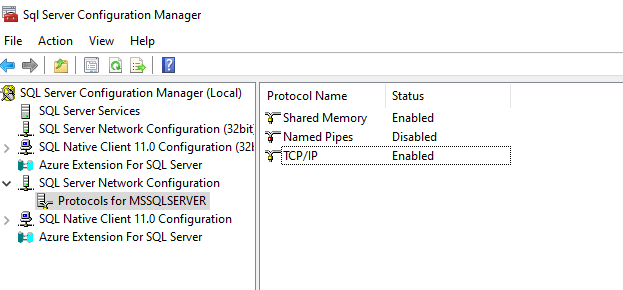 Sql Server Configuration Manager
File Action View Help
SQL Server Configuration Manager (Local)
SQL Server Services
SQL Server Network Configuration (32bit
SQL Native Client 11.0 Configuration (32b
Azure Extension For SQL Server
SQL Server Network Configuration
Protocols for MSSQLSERVER
SQL Native Client 11.0 Configuration
Azure Extension For SQL Server
Protocol Name Status
Shared Memory Enabled
Named Pipes Disabled
TCP/IP Enabled